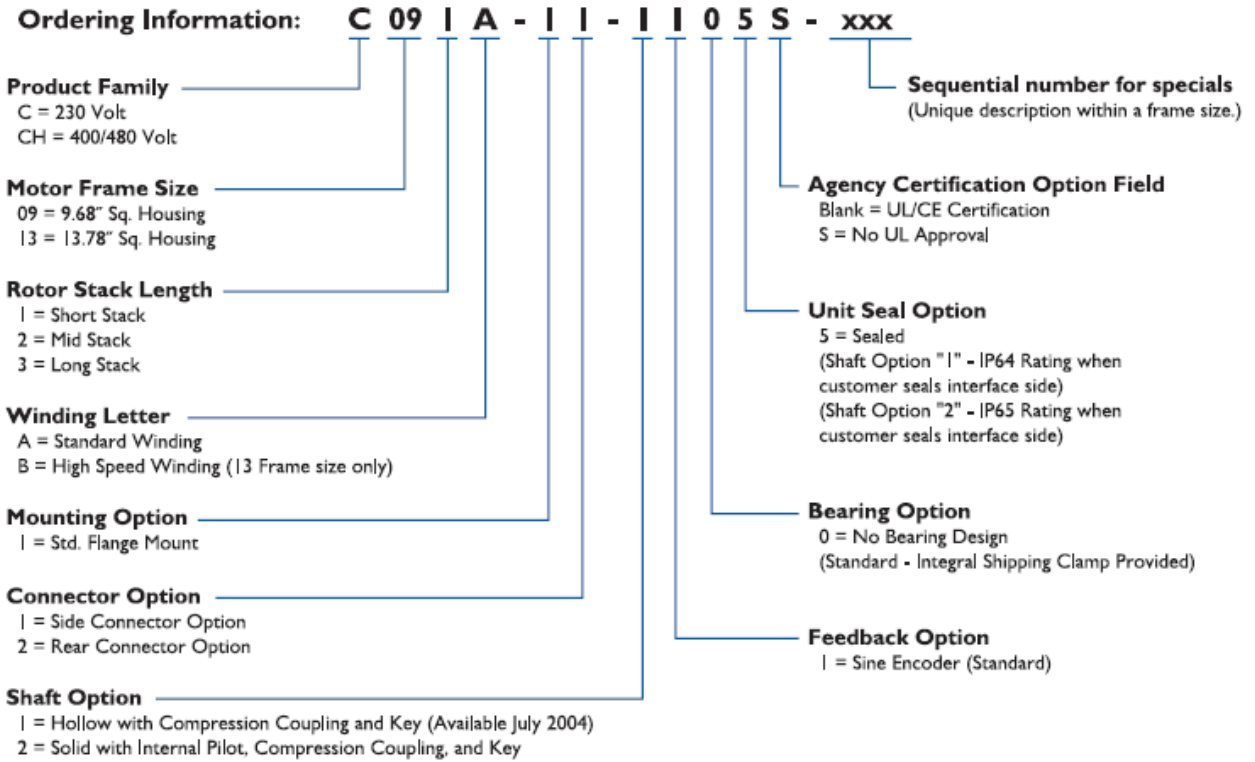 Ordering Information: C 09 1 A - 1 1 - 1 1 0 5 S - xxx
Product Family
C = 230 Volt
CH = 400/480 Volt
Motor Frame Size
09 = 9.68" Sq. Housing
13 = 13.78" Sq. Housing
Rotor Stack Length
1 = Short Stack
2 = Mid Stack
3 = Long Stack
Winding Letter
A = Standard Winding
B = High Speed Winding (13 Frame size only)
Mounting Option
1 = Std. Flange Mount
Connector Option
1 = Side Connector Option
2 = Rear Connector Option
Shaft Option
1 = Hollow with Compression Coupling and Key (Available July 2004)
2 = Solid with Internal Pilot, Compression Coupling, and Key
Sequential number for specials
(Unique description within a frame size.)
Agency Certification Option Field
Blank = UL/CE Certification
S = No UL Approval
Unit Seal Option
5 = Sealed
(Shaft Option "1" - IP64 Rating when
customer seals interface side)
(Shaft Option "2" - IP65 Rating when
customer seals interface side)
Bearing Option
0 = No Bearing Design
(Standard - Integral Shipping Clamp Provided)
Feedback Option
1 = Sine Encoder (Standard)